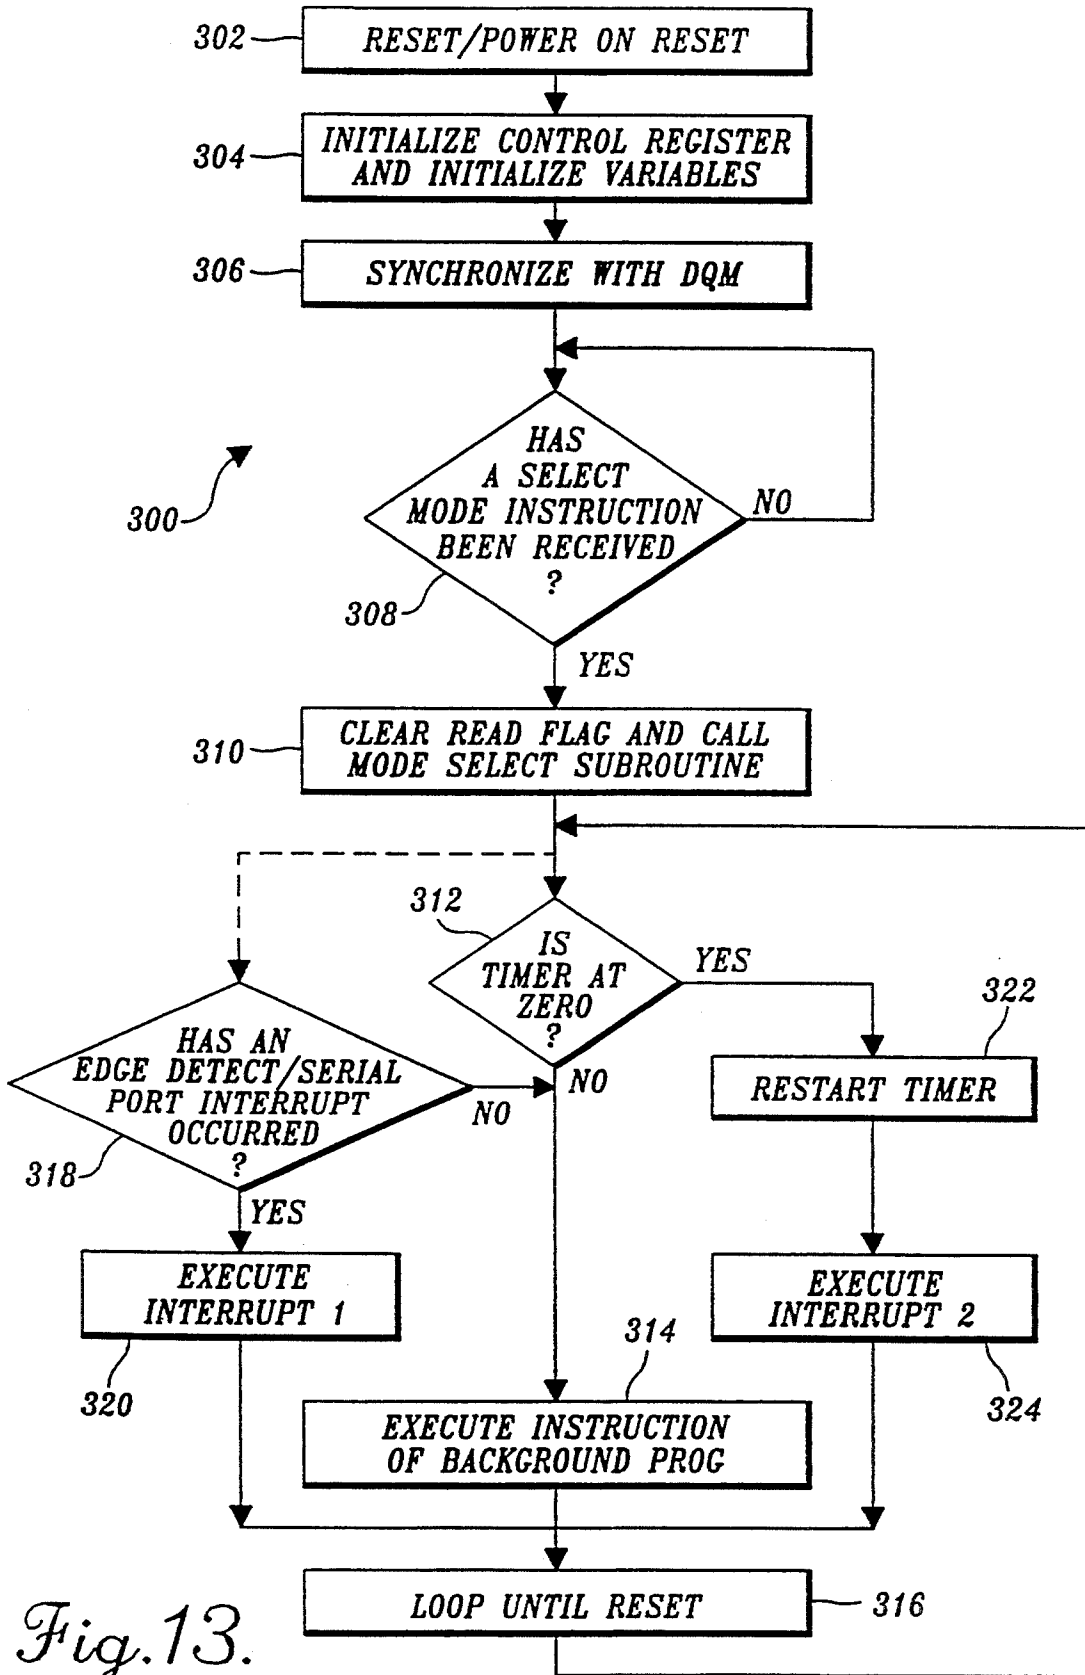 302
RESET/POWER ON RESET
304
INITIALIZE CONTROL REGISTER
AND INITIALIZE VARIABLES
306
SYNCHRONIZE WITH DQM
300
HAS
A SELECT
MODE INSTRUCTION
BEEN RECEIVED
?
NO
308
YES
310
CLEAR READ FLAG AND CALL
MODE SELECT SUBROUTINE
312
IS
TIMER AT
ZERO
?
YES
NO
322
RESTART TIMER
HAS AN
EDGE DETECT/SERIAL
PORT INTERRUPT
OCCURRED
?
NO
318
YES
EXECUTE
INTERRUPT 1
320
EXECUTE
INTERRUPT 2
324
314
EXECUTE INSTRUCTION
OF BACKGROUND PROG
LOOP UNTIL RESET
316
Fig.13.